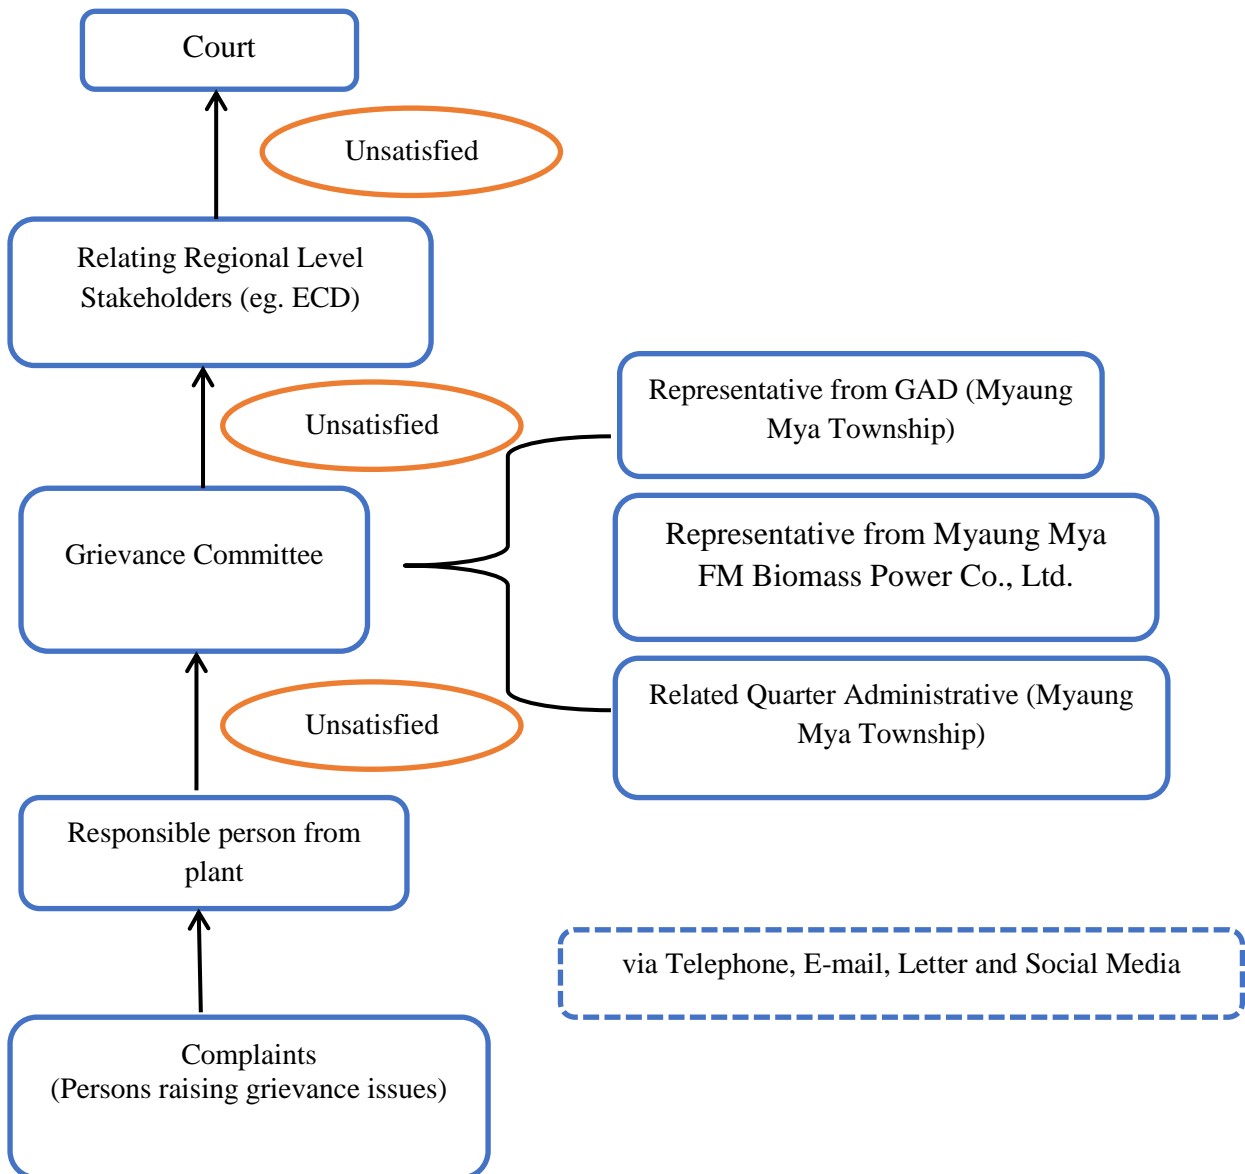 Court
Unsatisfied
Relating Regional Level
Stakeholders (eg. ECD)
Unsatisfied
Representative from GAD (Myaung
Mya Township)
Grievance Committee
Representative from Myaung Mya
FM Biomass Power Co., Ltd.
Unsatisfied
Related Quarter Administrative (Myaung
Mya Township)
Responsible person from
plant
via Telephone, E-mail, Letter and Social Media
Complaints
(Persons raising grievance issues)